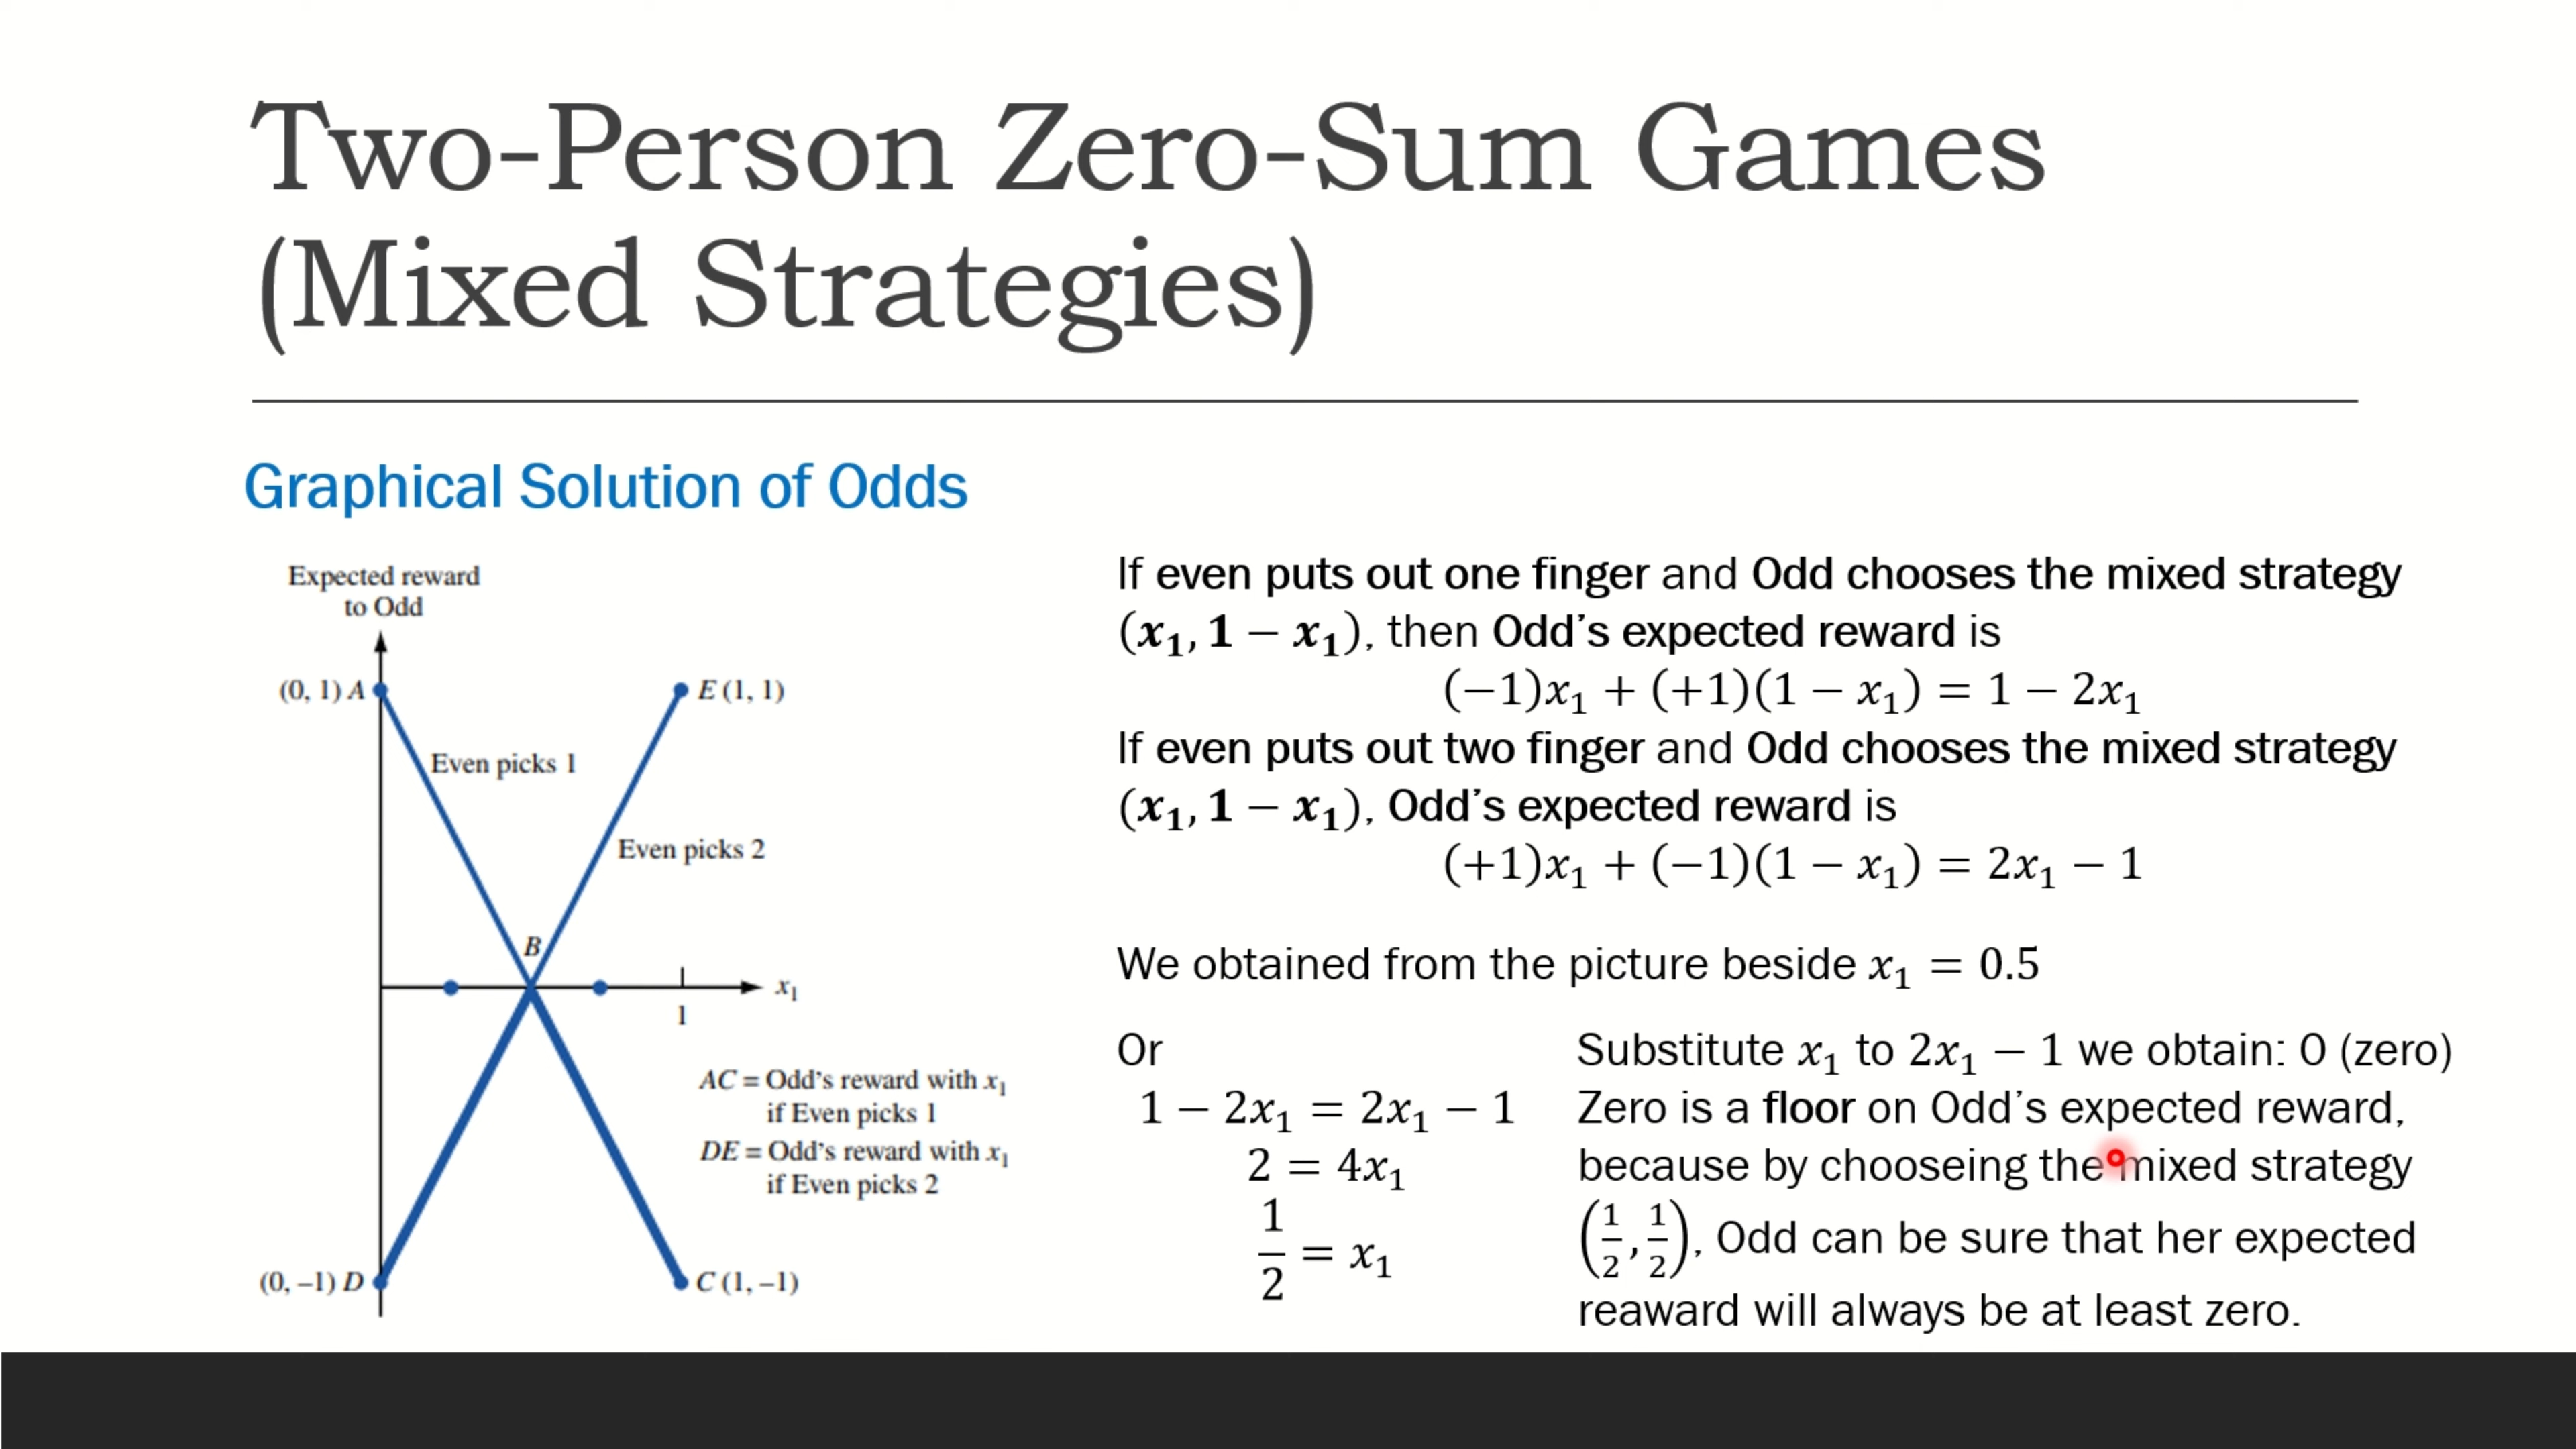 Two-Person Zero-Sum Games
(Mixed Strategies)
Graphical Solution of Odds
Expected reward
to Odd
(0, 1) A
E (1, 1)
Even picks 1
Even picks 2
B
x₁
1
AC = Odd's reward with x₁
if Even picks 1
DE = Odd's reward with x₁
if Even picks 2
(0, –1) D
C (1, –1)
If even puts out one finger and Odd chooses the mixed strategy
(x₁, 1 − x₁), then Odd's expected reward is
(−1)x₁ + (+1)(1 − x₁) = 1 − 2x₁
If even puts out two finger and Odd chooses the mixed strategy
(x₁, 1 − x₁), Odd's expected reward is
(+1)x₁ + (−1)(1 − x₁) = 2x₁ − 1
We obtained from the picture beside x₁ = 0.5
Or
1 − 2x₁ = 2x₁ − 1
2 = 4x₁
1/2 = x₁
Substitute x₁ to 2x₁ − 1 we obtain: 0 (zero)
Zero is a floor on Odd's expected reward,
because by chooseing the mixed strategy
(1/2, 1/2), Odd can be sure that her expected
reaward will always be at least zero.